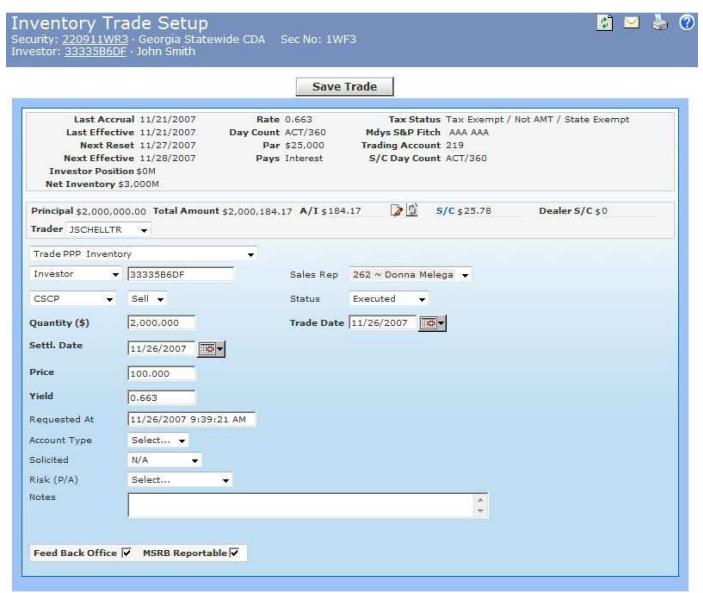 Inventory Trade Setup
Security: 220911WR3 - Georgia Statewide CDA Sec No: 1WF3
Investor: 33335B6DF - John Smith
Save Trade
Last Accrual 11/21/2007 Rate 0.663 Tax Status Tax Exempt / Not AMT / State Exempt
Last Effective 11/21/2007 Day Count ACT/360 Mdys S&P Fitch AAA AAA
Next Reset 11/27/2007 Par $25,000 Trading Account 219
Next Effective 11/28/2007 Pays Interest S/C Day Count ACT/360
Investor Position $0M
Net Inventory $3,000M
Principal $2,000,000.00 Total Amount $2,000,184.17 A/I $184.17 S/C $25.78 Dealer S/C $0
Trader JSCHELLTR
Trade PPP Inventory
Investor 33335B6DF Sales Rep 262 ~ Donna Melega
CSCP Sell Status Executed
Quantity ($) 2,000,000 Trade Date 11/26/2007
Settl. Date 11/26/2007
Price 100.000
Yield 0.663
Requested At 11/26/2007 9:39:21 AM
Account Type Select...
Solicited N/A
Risk (P/A) Select...
Notes
Feed Back Office MSRB Reportable